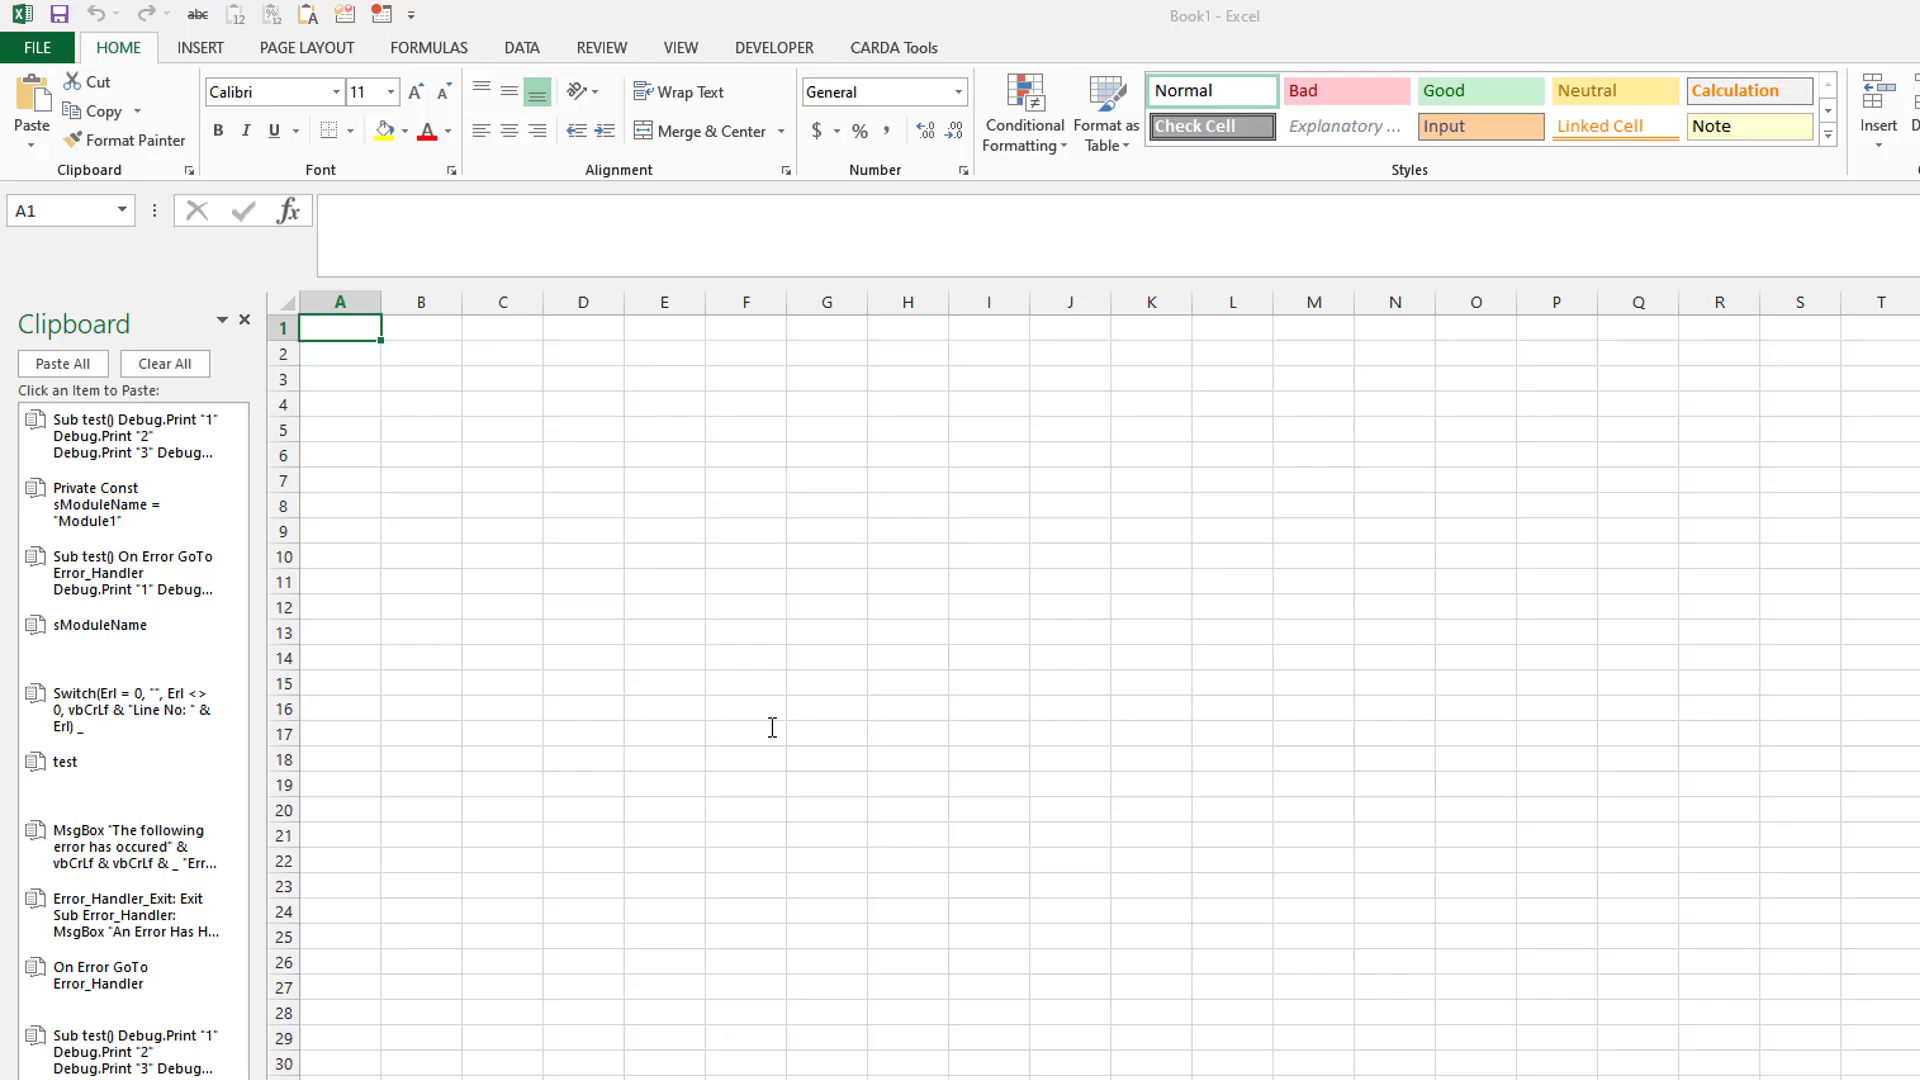 Book1 - Excel
FILE HOME INSERT PAGE LAYOUT FORMULAS DATA REVIEW VIEW DEVELOPER CARDA Tools
Paste
Cut
Copy
Format Painter
Clipboard
Calibri 11
B I U
Font
Wrap Text
Merge & Center
Alignment
General
$ % ,
Number
Conditional Formatting
Format as Table
Normal Bad Good Neutral Calculation
Check Cell Explanatory ... Input Linked Cell Note
Styles
Insert
A1
fx
Clipboard
Paste All Clear All
Click an Item to Paste:
Sub test() Debug.Print "1"
Debug.Print "2"
Debug.Print "3" Debug...
Private Const
sModuleName =
"Module1"
Sub test() On Error GoTo
Error_Handler
Debug.Print "1" Debug...
sModuleName
Switch(Erl = 0, "", Erl <>
0, vbCrLf & "Line No: " &
Erl) _
test
MsgBox "The following
error has occured" &
vbCrLf & vbCrLf & _ "Err...
Error_Handler_Exit: Exit
Sub Error_Handler:
MsgBox "An Error Has H...
On Error GoTo
Error_Handler
Sub test() Debug.Print "1"
Debug.Print "2"
Debug.Print "3" Debug...
A B C D E F G H I J K L M N O P Q R S T
1
2
3
4
5
6
7
8
9
10
11
12
13
14
15
16
17
18
19
20
21
22
23
24
25
26
27
28
29
30